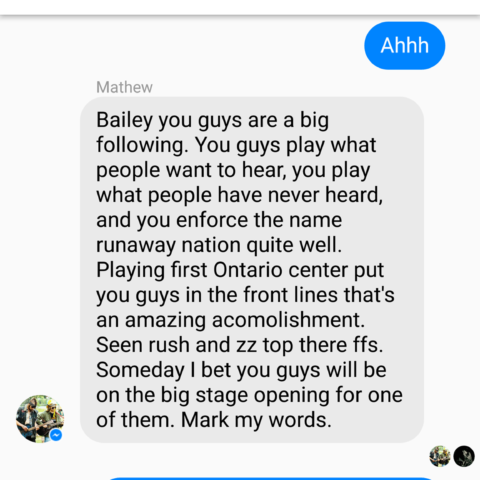 Ahhh
Mathew
Bailey you guys are a big
following. You guys play what
people want to hear, you play
what people have never heard,
and you enforce the name
runaway nation quite well.
Playing first Ontario center put
you guys in the front lines that's
an amazing acomolishment.
Seen rush and zz top there ffs.
Someday I bet you guys will be
on the big stage opening for one
of them. Mark my words.